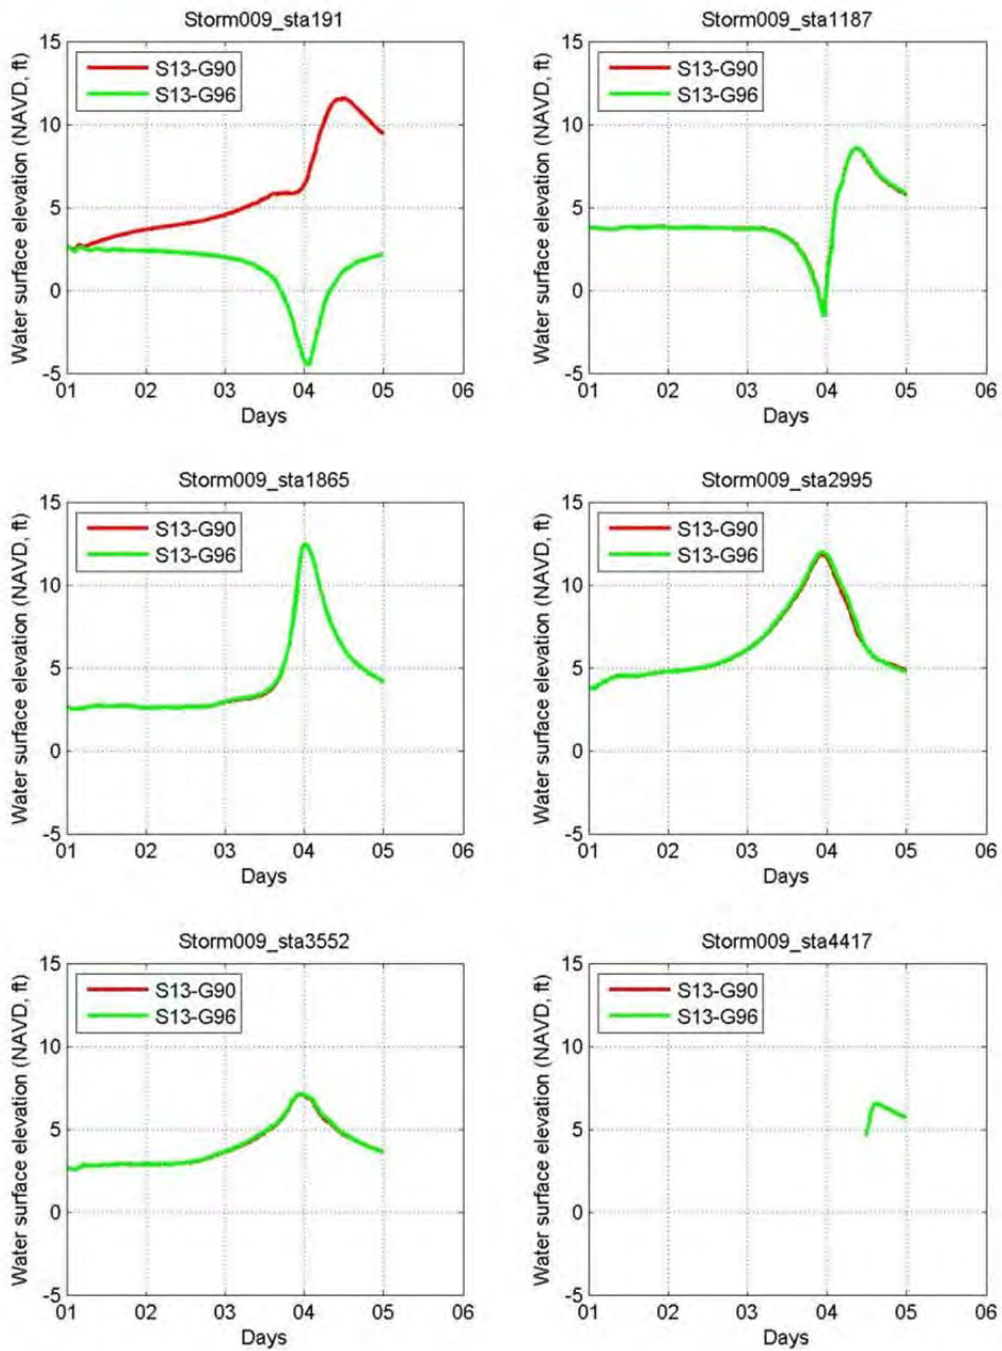 Storm009_sta191
Water surface elevation (NAVD, ft)
15
10
5
0
-5
S13-G90
S13-G96
01 02 03 04 05 06
Days
Storm009_sta1187
Water surface elevation (NAVD, ft)
15
10
5
0
-5
S13-G90
S13-G96
01 02 03 04 05 06
Days
Storm009_sta1865
Water surface elevation (NAVD, ft)
15
10
5
0
-5
S13-G90
S13-G96
01 02 03 04 05 06
Days
Storm009_sta2995
Water surface elevation (NAVD, ft)
15
10
5
0
-5
S13-G90
S13-G96
01 02 03 04 05 06
Days
Storm009_sta3552
Water surface elevation (NAVD, ft)
15
10
5
0
-5
S13-G90
S13-G96
01 02 03 04 05 06
Days
Storm009_sta4417
Water surface elevation (NAVD, ft)
15
10
5
0
-5
S13-G90
S13-G96
01 02 03 04 05 06
Days